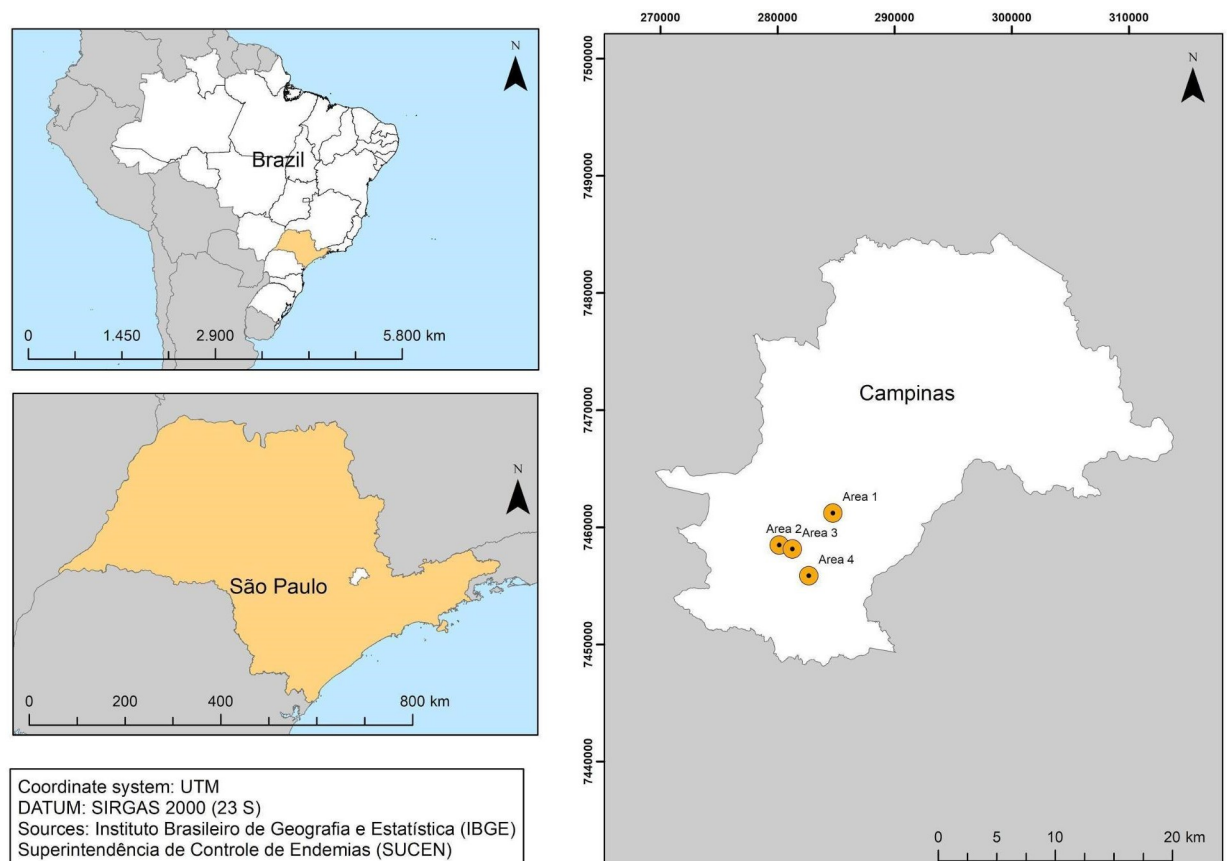 N
Brazil
0 1.450 2.900 5.800 km
N
São Paulo
0 200 400 800 km
Coordinate system: UTM
DATUM: SIRGAS 2000 (23 S)
Sources: Instituto Brasileiro de Geografia e Estatística (IBGE)
Superintendência de Controle de Endemias (SUCEN)
270000 280000 290000 300000 310000
7500000
7490000
7480000
7470000
7460000
7450000
7440000
N
Campinas
Area 1
Area 2 Area 3
Area 4
0 5 10 20 km